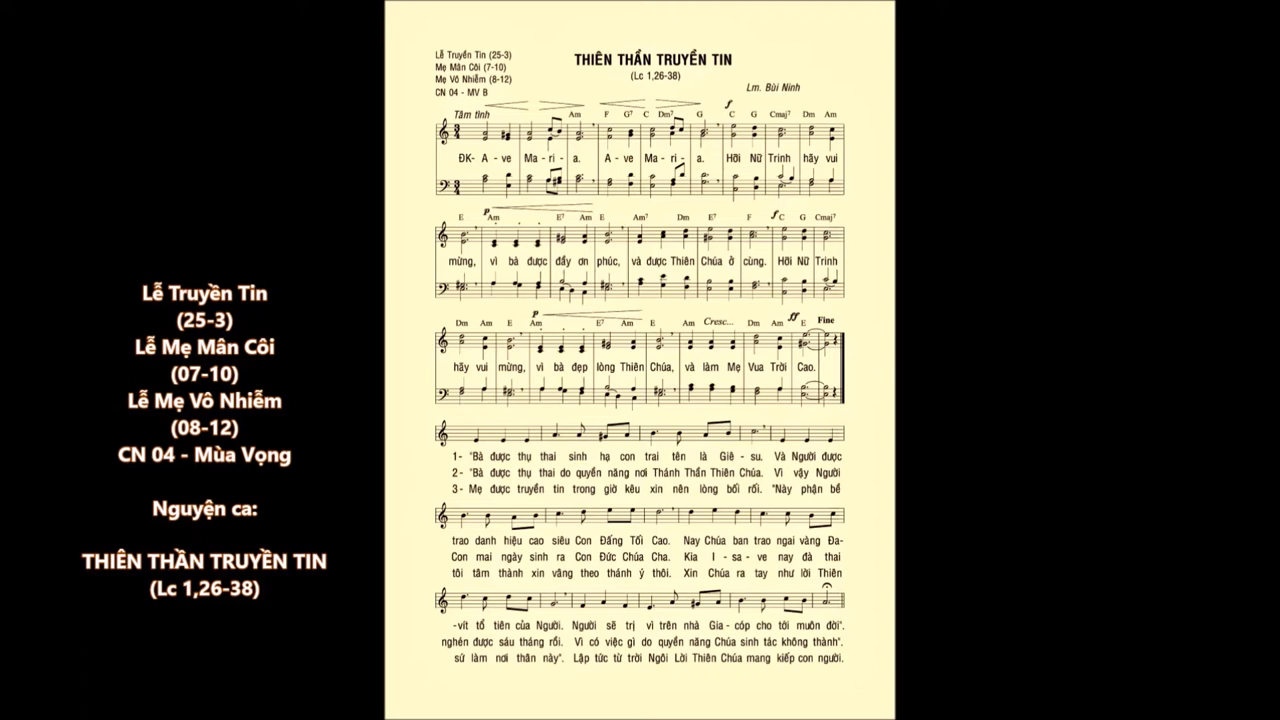 Lễ Truyền Tin
(25-3)
Lễ Mẹ Mân Côi
(07-10)
Lễ Mẹ Vô Nhiễm
(08-12)
CN 04 - Mùa Vọng
Nguyện ca:
THIÊN THẦN TRUYỀN TIN
(Lc 1,26-38)
Lễ Truyền Tin (25-3)
Mẹ Mân Côi (7-10)
Mẹ Vô Nhiễm (8-12)
CN 04 - MV B
THIÊN THẦN TRUYỀN TIN
(Lc 1,26-38)
Lm. Bùi Ninh
Tâm tình
f
Am F G7 C Dm7 G C G Cmaj7 Dm Am
ĐK- A - ve Ma - ri - a. A - ve Ma - ri - a. Hỡi Nữ Trinh hãy vui
p f
E Am E7 Am E Am7 Dm E7 F C G Cmaj7
mừng, vì bà được đầy ơn phúc, và được Thiên Chúa ở cùng. Hỡi Nữ Trinh
p Cresc... ff Fine
Dm Am E Am E7 Am E Am Dm Am E
hãy vui mừng, vì bà đẹp lòng Thiên Chúa, và làm Mẹ Vua Trời Cao.
1- "Bà được thụ thai sinh hạ con trai tên là Giê - su. Và Người được
2- "Bà được thụ thai do quyền năng nơi Thánh Thần Thiên Chúa. Vì vậy Người
3- Mẹ được truyền tin trong giờ kêu xin nên lòng bối rối. "Này phận bề
trao danh hiệu cao siêu Con Đấng Tối Cao. Nay Chúa ban trao ngai vàng Đa-
Con mai ngày sinh ra Con Đức Chúa Cha. Kia I - sa - ve nay đà thai
tôi tâm thành xin vâng theo thánh ý thôi. Xin Chúa ra tay như lời Thiên
-vít tổ tiên của Người. Người sẽ trị vì trên nhà Gia - cóp cho tới muôn đời".
nghén được sáu tháng rồi. Vì có việc gì do quyền năng Chúa sinh tác không thành".
sứ làm nơi thân này". Lập tức từ trời Ngôi Lời Thiên Chúa mang kiếp con người.